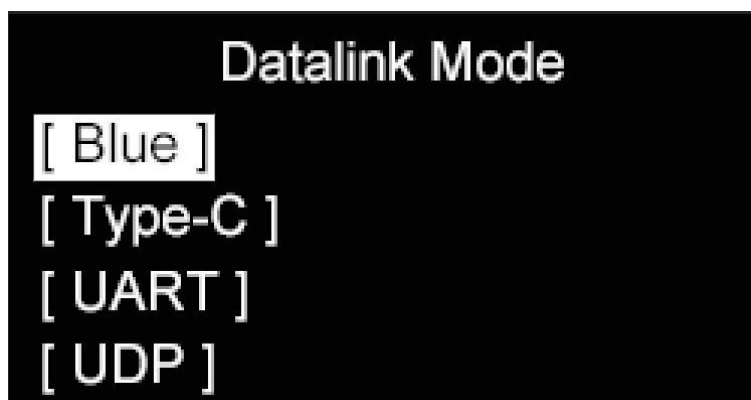 Datalink Mode
[ Blue ]
[ Type-C ]
[ UART ]
[ UDP ]